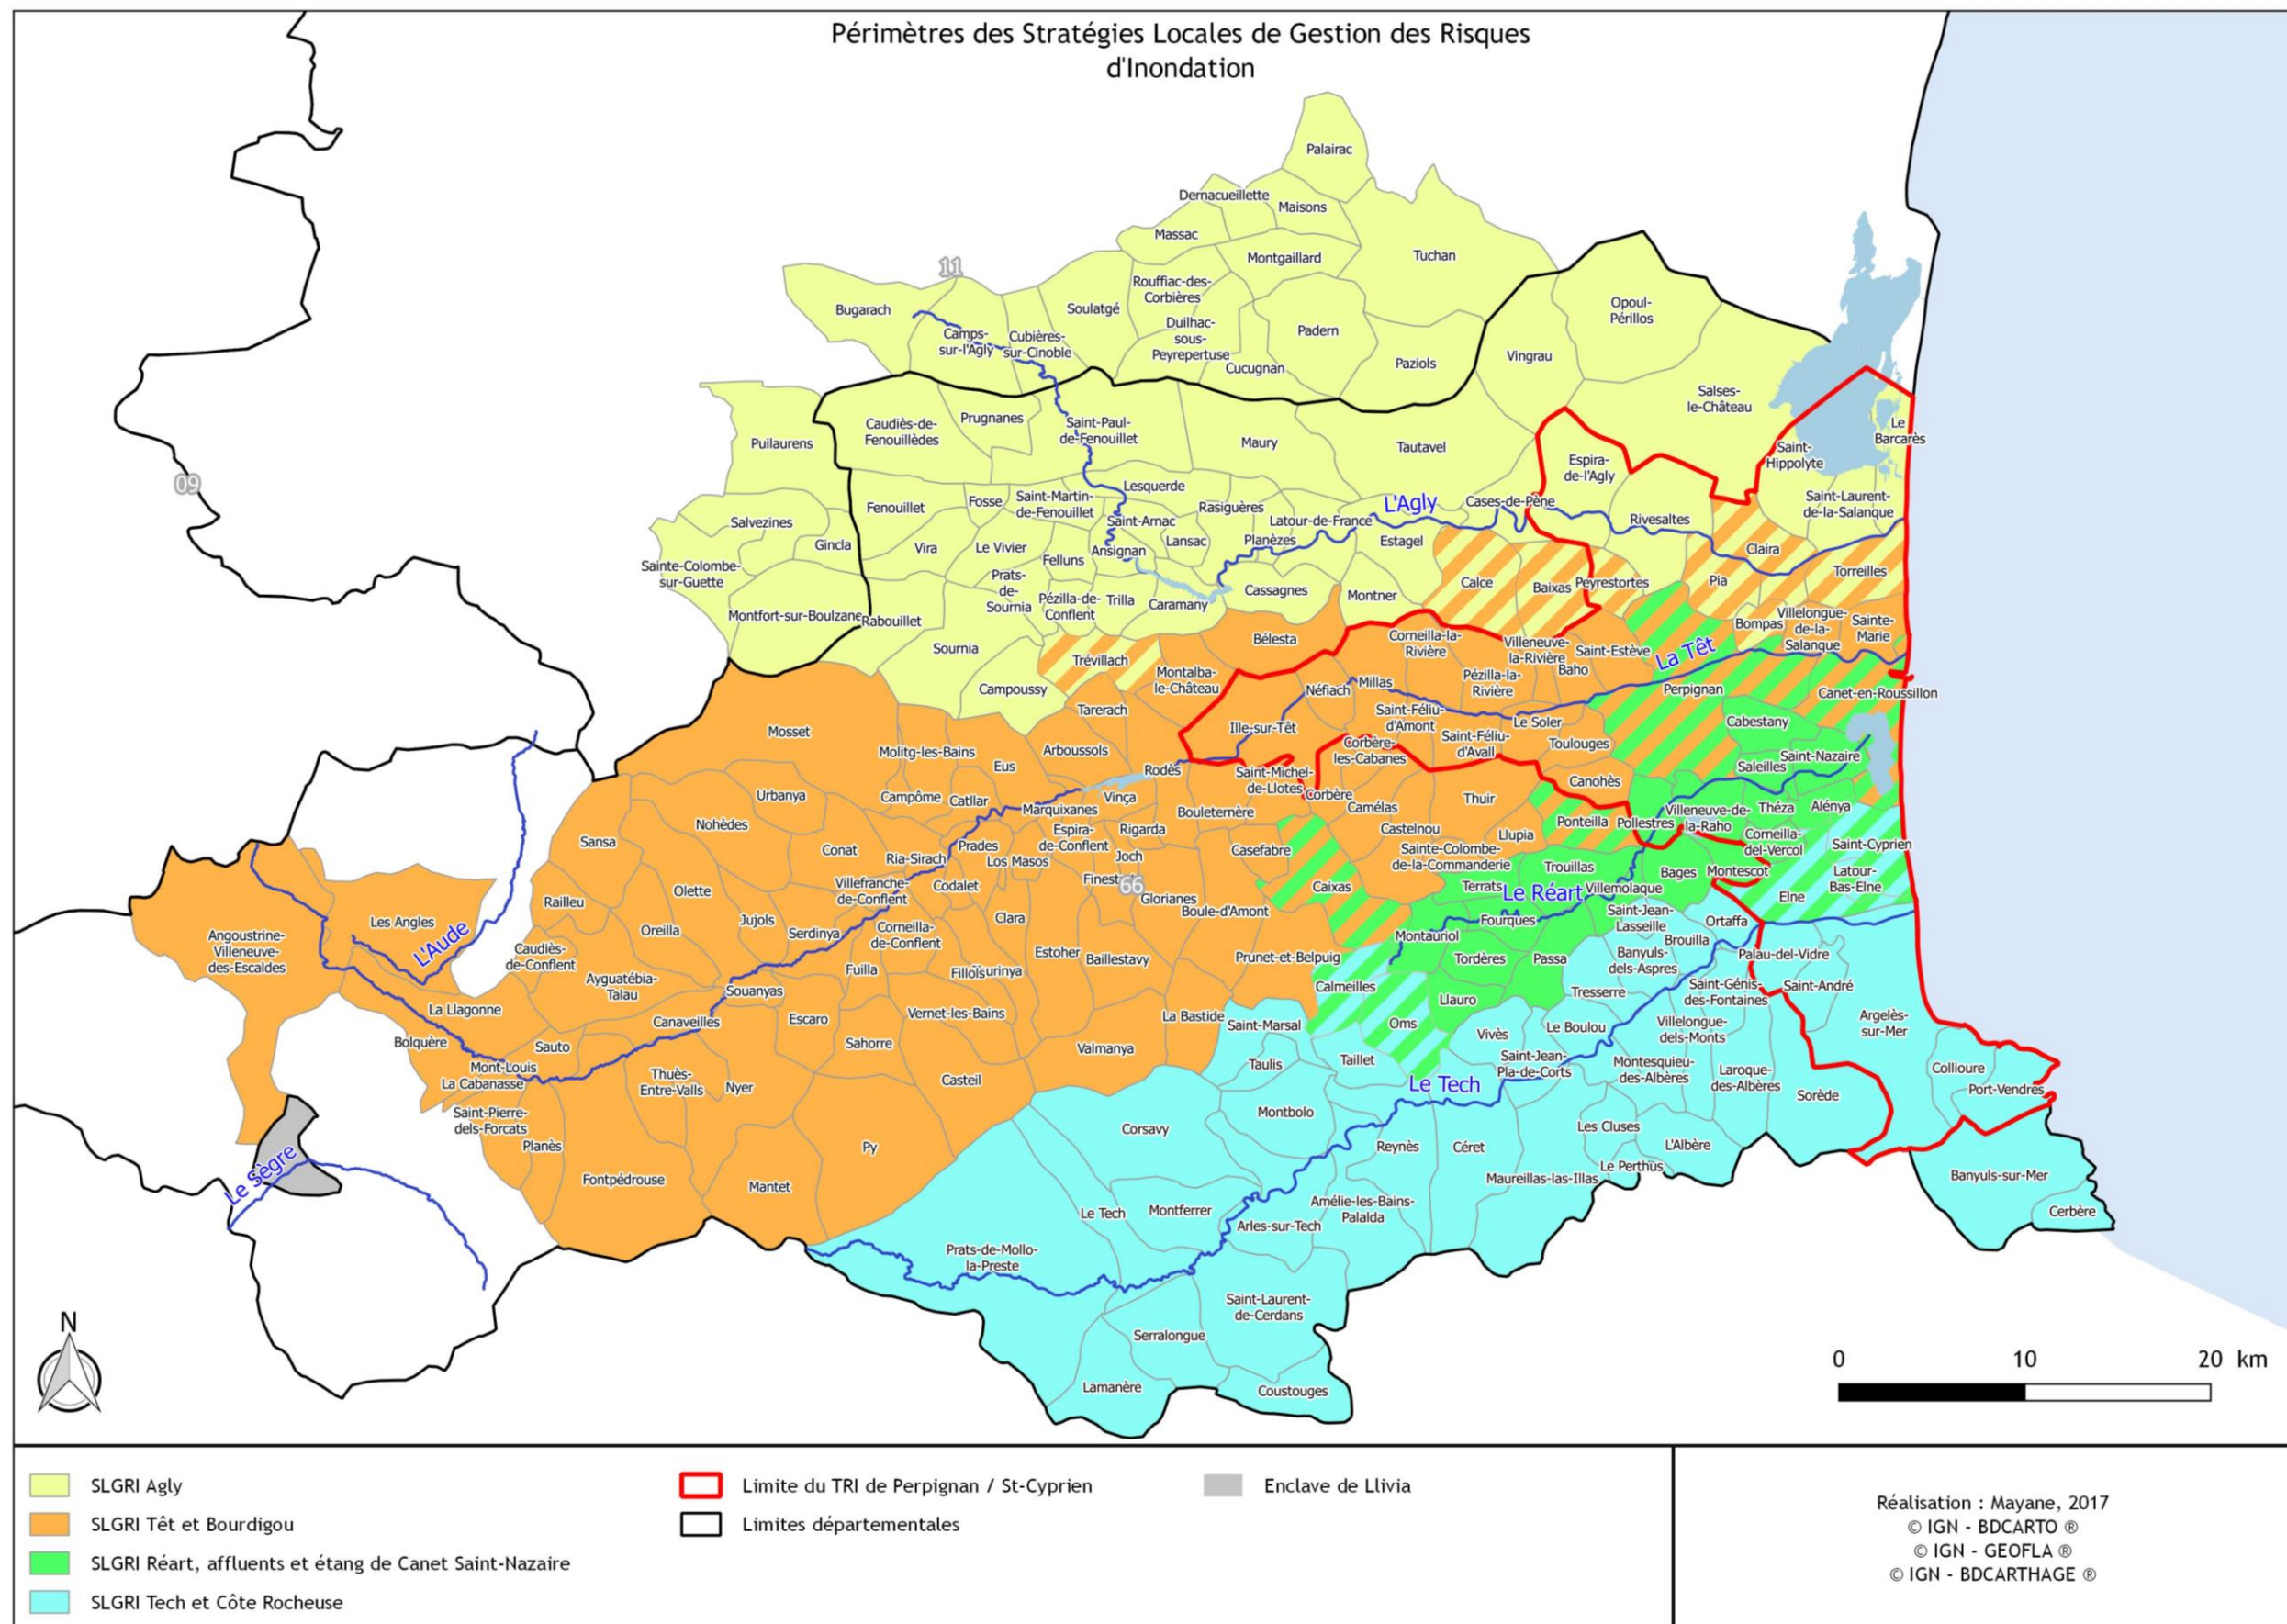 Périmètres des Stratégies Locales de Gestion des Risques
d'Inondation
Palairac
Dernacueillette
Maisons
Massac
Montgaillard
Tuchan
11
Rouffiac-des-
Corbières
Bugarach
Soulatgé
Opoul-
Périllos
Camps-
sur-l'Agly
Cubières-
sur-Cinoble
Duilhac-
sous-
Peyrepertuse
Padern
Cucugnan
Paziols
Vingrau
Salses-
le-Château
Le
Barcarès
Puilaurens
Caudiès-de-
Fenouillèdes
Prugnanes
Saint-Paul-
de-Fenouillet
Maury
Tautavel
Saint-
Hippolyte
Espira-
de-l'Agly
09
Fenouillet
Fosse
Saint-Martin-
de-Fenouillet
Lesquerde
Rasiguères
L'Agly
Cases-de-Pène
Saint-Laurent-
de-la-Salanque
Salvezines
Saint-Arnac
Latour-de-France
Rivesaltes
Gincla
Vira
Le Vivier
Ansignan
Lansac
Planèzes
Estagel
Claira
Sainte-Colombe-
sur-Guette
Felluns
Prats-
de-
Sournia
Pézilla-de-
Conflent
Trilla
Caramany
Cassagnes
Montner
Calce
Baixas
Peyrestortes
Pia
Torreilles
Montfort-sur-Boulzane
Rabouillet
Sournia
Bélesta
Corneilla-la-
Rivière
Villeneuve-
la-Rivière
Saint-Estève
La Têt
Bompas
Villelongue-
de-la-
Salanque
Sainte-
Marie
Trévillach
Campoussy
Montalba-
le-Château
Néfiach
Millas
Pézilla-la-
Rivière
Baho
Perpignan
Canet-en-Roussillon
Mosset
Tarerach
Ille-sur-Têt
Saint-Féliu-
d'Amont
Le Soler
Cabestany
Molitg-les-Bains
Arboussols
Corbère-
les-Cabanes
Saint-Féliu-
d'Avall
Toulouges
Eus
Rodès
Saint-Michel-
de-Llotes
Canohès
Saleilles
Saint-Nazaire
Urbanya
Campôme
Catllar
Marquixanes
Vinça
Bouleternère
Corbère
Camélas
Thuir
Nohèdes
Espira-
de-Conflent
Rigarda
Castelnou
Llupia
Ponteilla
Pollestres
Villeneuve-de-
la-Raho
Théza
Alénya
Sansa
Conat
Ria-Sirach
Prades
Los Masos
Joch
Casefabre
Sainte-Colombe-
de-la-Commanderie
Corneilla-
del-Vercol
Saint-Cyprien
Olette
Villefranche-
de-Conflent
Codalet
66
Caixas
Trouillas
Bages
Montescot
Latour-
Bas-Elne
Railleu
Glorianes
Terrats
Le Réart
Villemolaque
Elne
Les Angles
Jujols
Clara
Boule-d'Amont
Fourques
Saint-Jean-
Lasseille
Ortaffa
Angoustrine-
Villeneuve-
des-Escaldes
L'Aude
Oreilla
Serdinya
Corneilla-
de-Conflent
Montauriol
Brouilla
Caudiès-
de-Conflent
Estoher
Baillestavy
Prunet-et-Belpuig
Tordères
Passa
Banyuls-
dels-Aspres
Palau-del-Vidre
Ayguatébia-
Talau
Fuilla
Fillols
Souanyas
Calmeilles
Llauro
Tresserre
Saint-Génis-
des-Fontaines
Saint-André
La Llagonne
Canaveilles
Escaro
Vernet-les-Bains
La Bastide
Saint-Marsal
Oms
Vivès
Le Boulou
Villelongue-
dels-Monts
Argelès-
sur-Mer
Bolquère
Sauto
Sahorre
Valmanya
Mont-Louis
La Cabanasse
Thuès-
Entre-Valls
Nyer
Casteil
Taulis
Taillet
Saint-Jean-
Pla-de-Corts
Montesquieu-
des-Albères
Laroque-
des-Albères
Collioure
Port-Vendres
Sorède
Saint-Pierre-
dels-Forcats
Planès
Le Tech
Montbolo
Corsavy
Py
Reynès
Céret
Les Cluses
L'Albère
Le Sègre
Fontpédrouse
Mantet
Maureillas-las-Illas
Le Perthus
Banyuls-sur-Mer
Le Tech
Montferrer
Arles-sur-Tech
Amélie-les-Bains-
Palalda
Cerbère
Prats-de-Mollo-
la-Preste
Saint-Laurent-
de-Cerdans
Serralongue
Lamanère
Coustouges
N
0 10 20 km
SLGRI Agly
SLGRI Têt et Bourdigou
SLGRI Réart, affluents et étang de Canet Saint-Nazaire
SLGRI Tech et Côte Rocheuse
Limite du TRI de Perpignan / St-Cyprien
Limites départementales
Enclave de Llivia
Réalisation : Mayane, 2017
© IGN - BDCARTO ®
© IGN - GEOFLA ®
© IGN - BDCARTHAGE ®